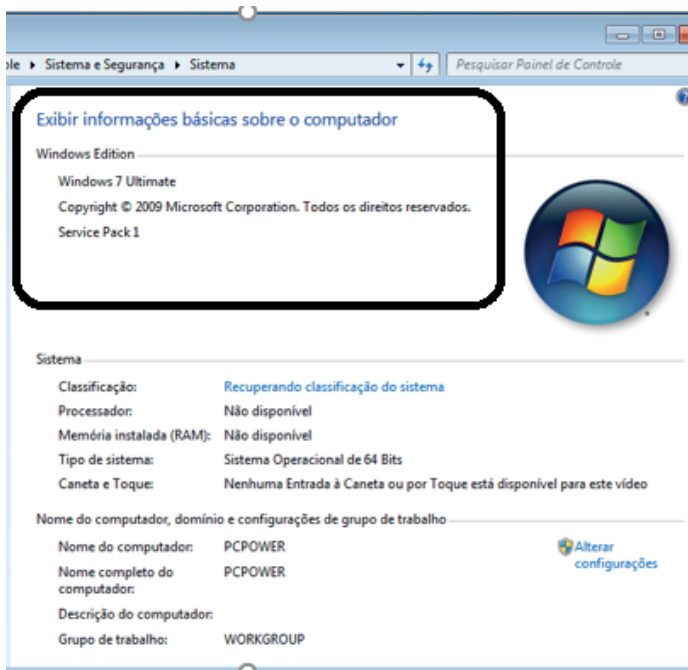 Sistema e Segurança ▸ Sistema
Pesquisar Painel de Controle
Exibir informações básicas sobre o computador
Windows Edition
Windows 7 Ultimate
Copyright © 2009 Microsoft Corporation. Todos os direitos reservados.
Service Pack 1
Sistema
Classificação: Recuperando classificação do sistema
Processador: Não disponível
Memória instalada (RAM): Não disponível
Tipo de sistema: Sistema Operacional de 64 Bits
Caneta e Toque: Nenhuma Entrada à Caneta ou por Toque está disponível para este vídeo
Nome do computador, domínio e configurações de grupo de trabalho
Nome do computador: PCPOWER
Alterar
configurações
Nome completo do
computador: PCPOWER
Descrição do computador:
Grupo de trabalho: WORKGROUP